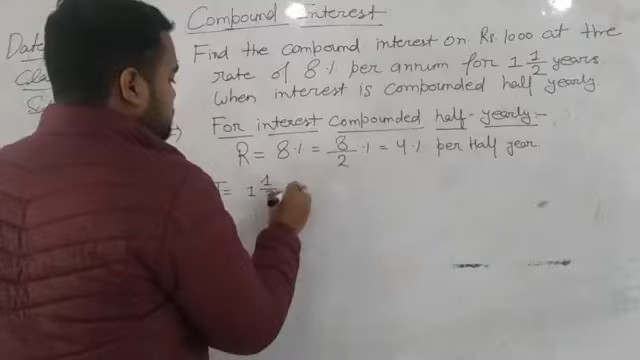 Compound Interest
Date
Find the compound interest on Rs. 1000 at the
rate of 8% per annum for 1 1/2 years
when interest is compounded half yearly.
For interest compounded half-yearly:-
R = 8% = 8/2 % = 4% per Half year.
T = 1 1/